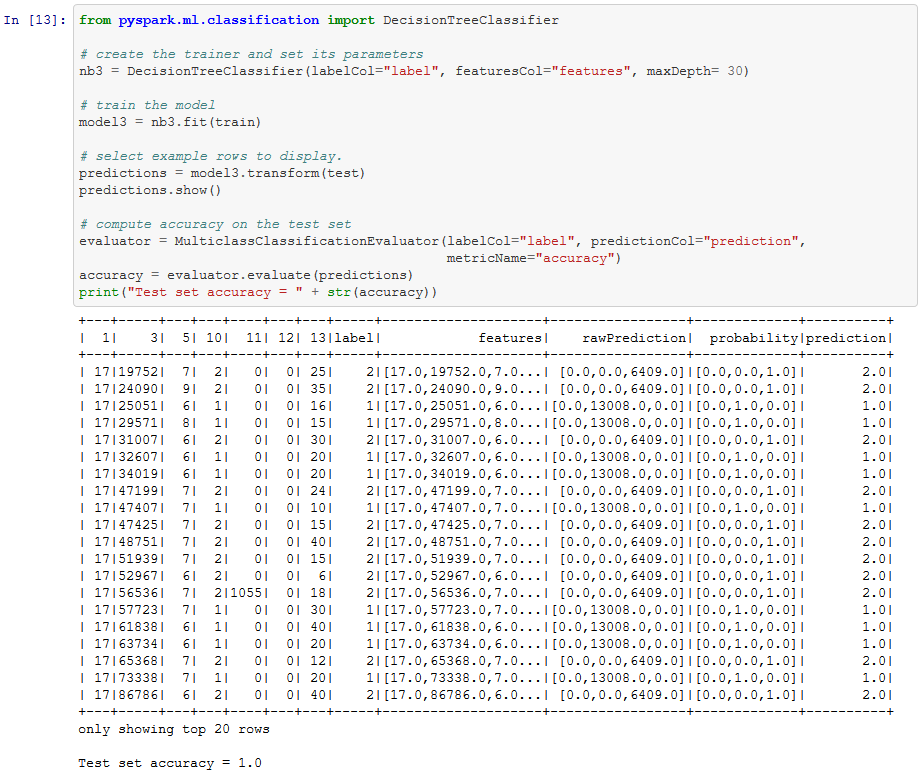 In [13]: from pyspark.ml.classification import DecisionTreeClassifier
# create the trainer and set its parameters
nb3 = DecisionTreeClassifier(labelCol="label", featuresCol="features", maxDepth= 30)
# train the model
model3 = nb3.fit(train)
# select example rows to display.
predictions = model3.transform(test)
predictions.show()
# compute accuracy on the test set
evaluator = MulticlassClassificationEvaluator(labelCol="label", predictionCol="prediction",
metricName="accuracy")
accuracy = evaluator.evaluate(predictions)
print("Test set accuracy = " + str(accuracy))
+---+-----+---+---+----+---+---+-----+--------------------+-----------------+-------------+----------+
|  1|    3|  5| 10|  11| 12| 13|label|            features|    rawPrediction|  probability|prediction|
+---+-----+---+---+----+---+---+-----+--------------------+-----------------+-------------+----------+
| 17|19752|  7|  2|   0|  0| 25|    2|[17.0,19752.0,7.0...| [0.0,0.0,6409.0]|[0.0,0.0,1.0]|       2.0|
| 17|24090|  9|  2|   0|  0| 35|    2|[17.0,24090.0,9.0...| [0.0,0.0,6409.0]|[0.0,0.0,1.0]|       2.0|
| 17|25051|  6|  1|   0|  0| 16|    1|[17.0,25051.0,6.0...|[0.0,13008.0,0.0]|[0.0,1.0,0.0]|       1.0|
| 17|29571|  8|  1|   0|  0| 15|    1|[17.0,29571.0,8.0...|[0.0,13008.0,0.0]|[0.0,1.0,0.0]|       1.0|
| 17|31007|  6|  2|   0|  0| 30|    2|[17.0,31007.0,6.0...| [0.0,0.0,6409.0]|[0.0,0.0,1.0]|       2.0|
| 17|32607|  6|  1|   0|  0| 20|    1|[17.0,32607.0,6.0...|[0.0,13008.0,0.0]|[0.0,1.0,0.0]|       1.0|
| 17|34019|  6|  1|   0|  0| 20|    1|[17.0,34019.0,6.0...|[0.0,13008.0,0.0]|[0.0,1.0,0.0]|       1.0|
| 17|47199|  7|  2|   0|  0| 24|    2|[17.0,47199.0,7.0...| [0.0,0.0,6409.0]|[0.0,0.0,1.0]|       2.0|
| 17|47407|  7|  1|   0|  0| 10|    1|[17.0,47407.0,7.0...|[0.0,13008.0,0.0]|[0.0,1.0,0.0]|       1.0|
| 17|47425|  7|  2|   0|  0| 15|    2|[17.0,47425.0,7.0...| [0.0,0.0,6409.0]|[0.0,0.0,1.0]|       2.0|
| 17|48751|  7|  2|   0|  0| 40|    2|[17.0,48751.0,7.0...| [0.0,0.0,6409.0]|[0.0,0.0,1.0]|       2.0|
| 17|51939|  7|  2|   0|  0| 15|    2|[17.0,51939.0,7.0...| [0.0,0.0,6409.0]|[0.0,0.0,1.0]|       2.0|
| 17|52967|  6|  2|   0|  0|  6|    2|[17.0,52967.0,6.0...| [0.0,0.0,6409.0]|[0.0,0.0,1.0]|       2.0|
| 17|56536|  7|  2|1055|  0| 18|    2|[17.0,56536.0,7.0...| [0.0,0.0,6409.0]|[0.0,0.0,1.0]|       2.0|
| 17|57723|  7|  1|   0|  0| 30|    1|[17.0,57723.0,7.0...|[0.0,13008.0,0.0]|[0.0,1.0,0.0]|       1.0|
| 17|61838|  6|  1|   0|  0| 40|    1|[17.0,61838.0,6.0...|[0.0,13008.0,0.0]|[0.0,1.0,0.0]|       1.0|
| 17|63734|  6|  1|   0|  0| 20|    1|[17.0,63734.0,6.0...|[0.0,13008.0,0.0]|[0.0,1.0,0.0]|       1.0|
| 17|65368|  7|  2|   0|  0| 12|    2|[17.0,65368.0,7.0...| [0.0,0.0,6409.0]|[0.0,0.0,1.0]|       2.0|
| 17|73338|  7|  1|   0|  0| 20|    1|[17.0,73338.0,7.0...|[0.0,13008.0,0.0]|[0.0,1.0,0.0]|       1.0|
| 17|86786|  6|  2|   0|  0| 40|    2|[17.0,86786.0,6.0...| [0.0,0.0,6409.0]|[0.0,0.0,1.0]|       2.0|
+---+-----+---+---+----+---+---+-----+--------------------+-----------------+-------------+----------+
only showing top 20 rows
Test set accuracy = 1.0